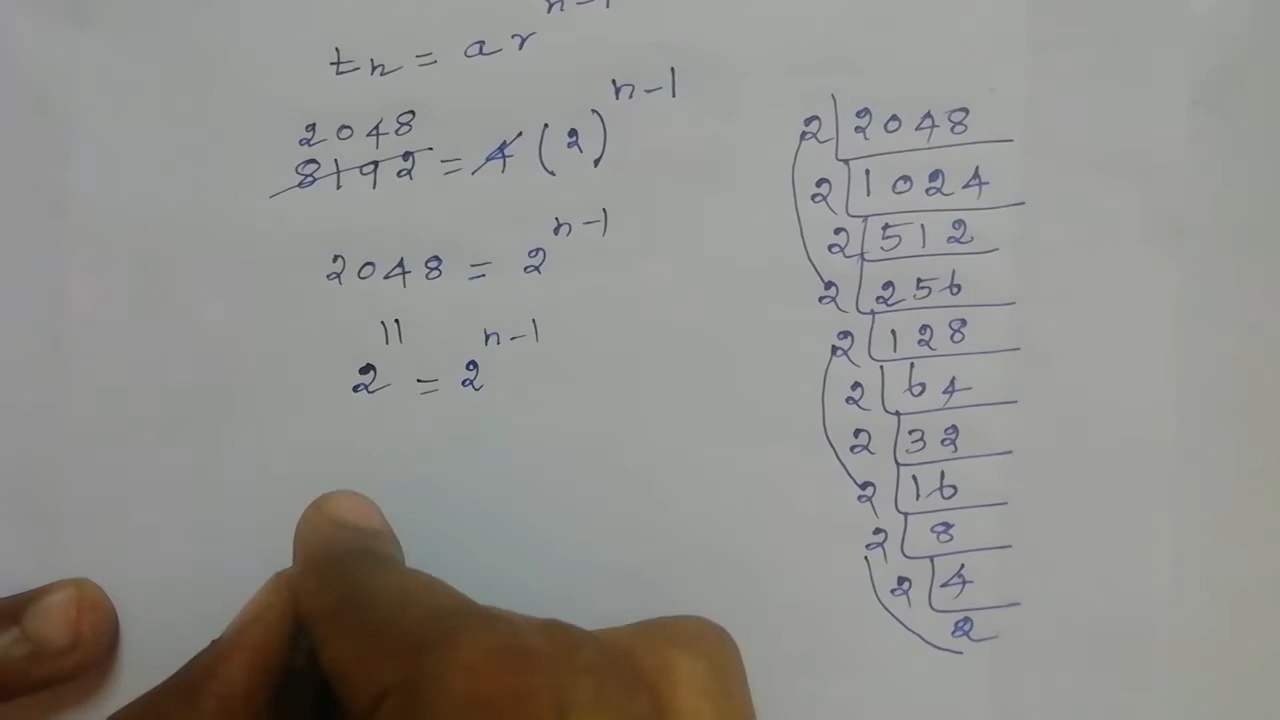 tn = ar^n-1
2048
8192 = 4 (2)^n-1
2048 = 2^n-1
2^11 = 2^n-1
2 | 2048
2 | 1024
2 | 512
2 | 256
2 | 128
2 | 64
2 | 32
2 | 16
2 | 8
2 | 4
2